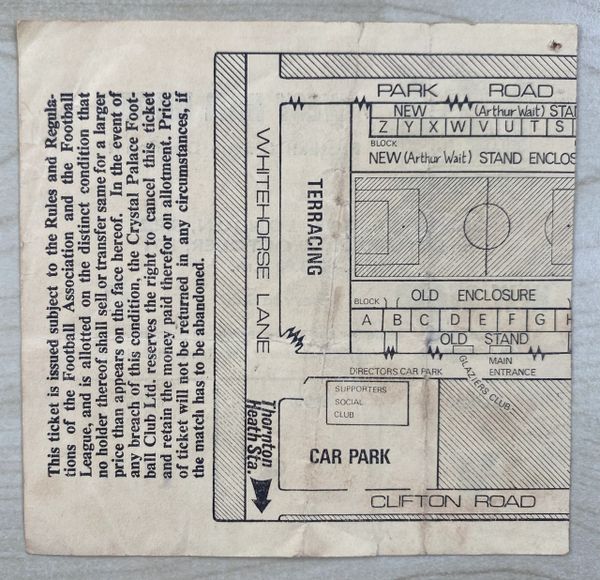 This ticket is issued subject to the Rules and Regula-
tions of the Football Association and the Football
League, and is allotted on the distinct condition that
no holder thereof shall sell or transfer same for a larger
price than appears on the face hereof. In the event of
any breach of this condition, the Crystal Palace Foot-
ball Club Ltd. reserves the right to cancel this ticket
and retain the money paid therefor on allotment. Price
of ticket will not be returned in any circumstances, if
the match has to be abandoned.
PARK ROAD
NEW (Arthur Wait) STA
Z Y X W V U T S
BLOCK
NEW (Arthur Wait) STAND ENCLOS
WHITEHORSE LANE
TERRACING
BLOCK OLD ENCLOSURE
A B C D E F G H
OLD STAND
MAIN
ENTRANCE
DIRECTORS CAR PARK
GLAZIERS CLUB
SUPPORTERS
SOCIAL
CLUB
Thornton
Heath Sta.
CAR PARK
CLIFTON ROAD